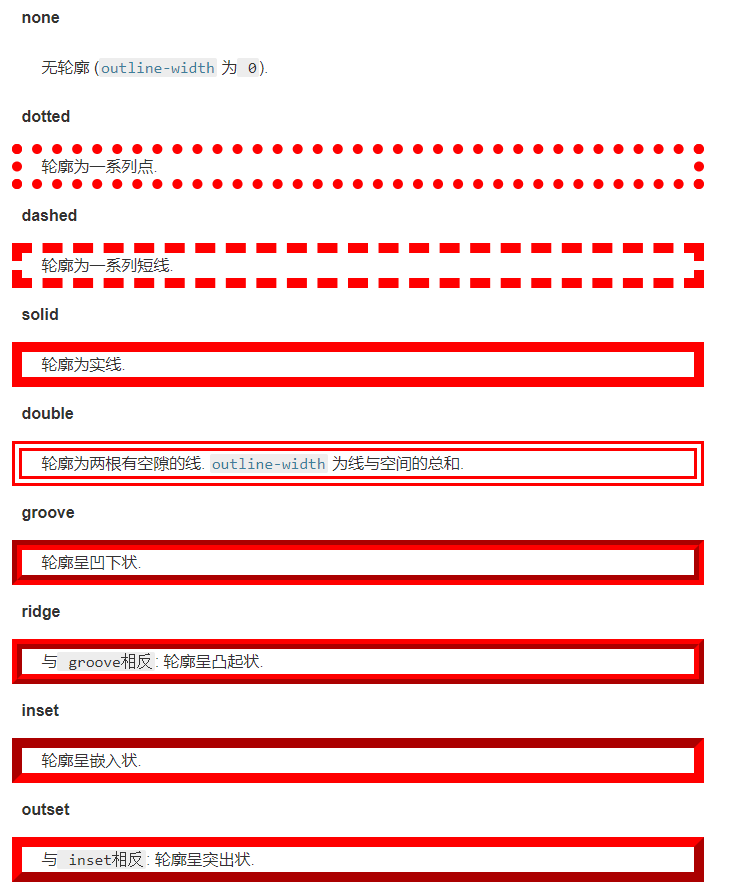 none
无轮廓 (outline-width 为 0).
dotted
轮廓为一系列点.
dashed
轮廓为一系列短线.
solid
轮廓为实线.
double
轮廓为两根有空隙的线. outline-width 为线与空间的总和.
groove
轮廓呈凹下状.
ridge
与 groove相反: 轮廓呈凸起状.
inset
轮廓呈嵌入状.
outset
与 inset相反: 轮廓呈突出状.